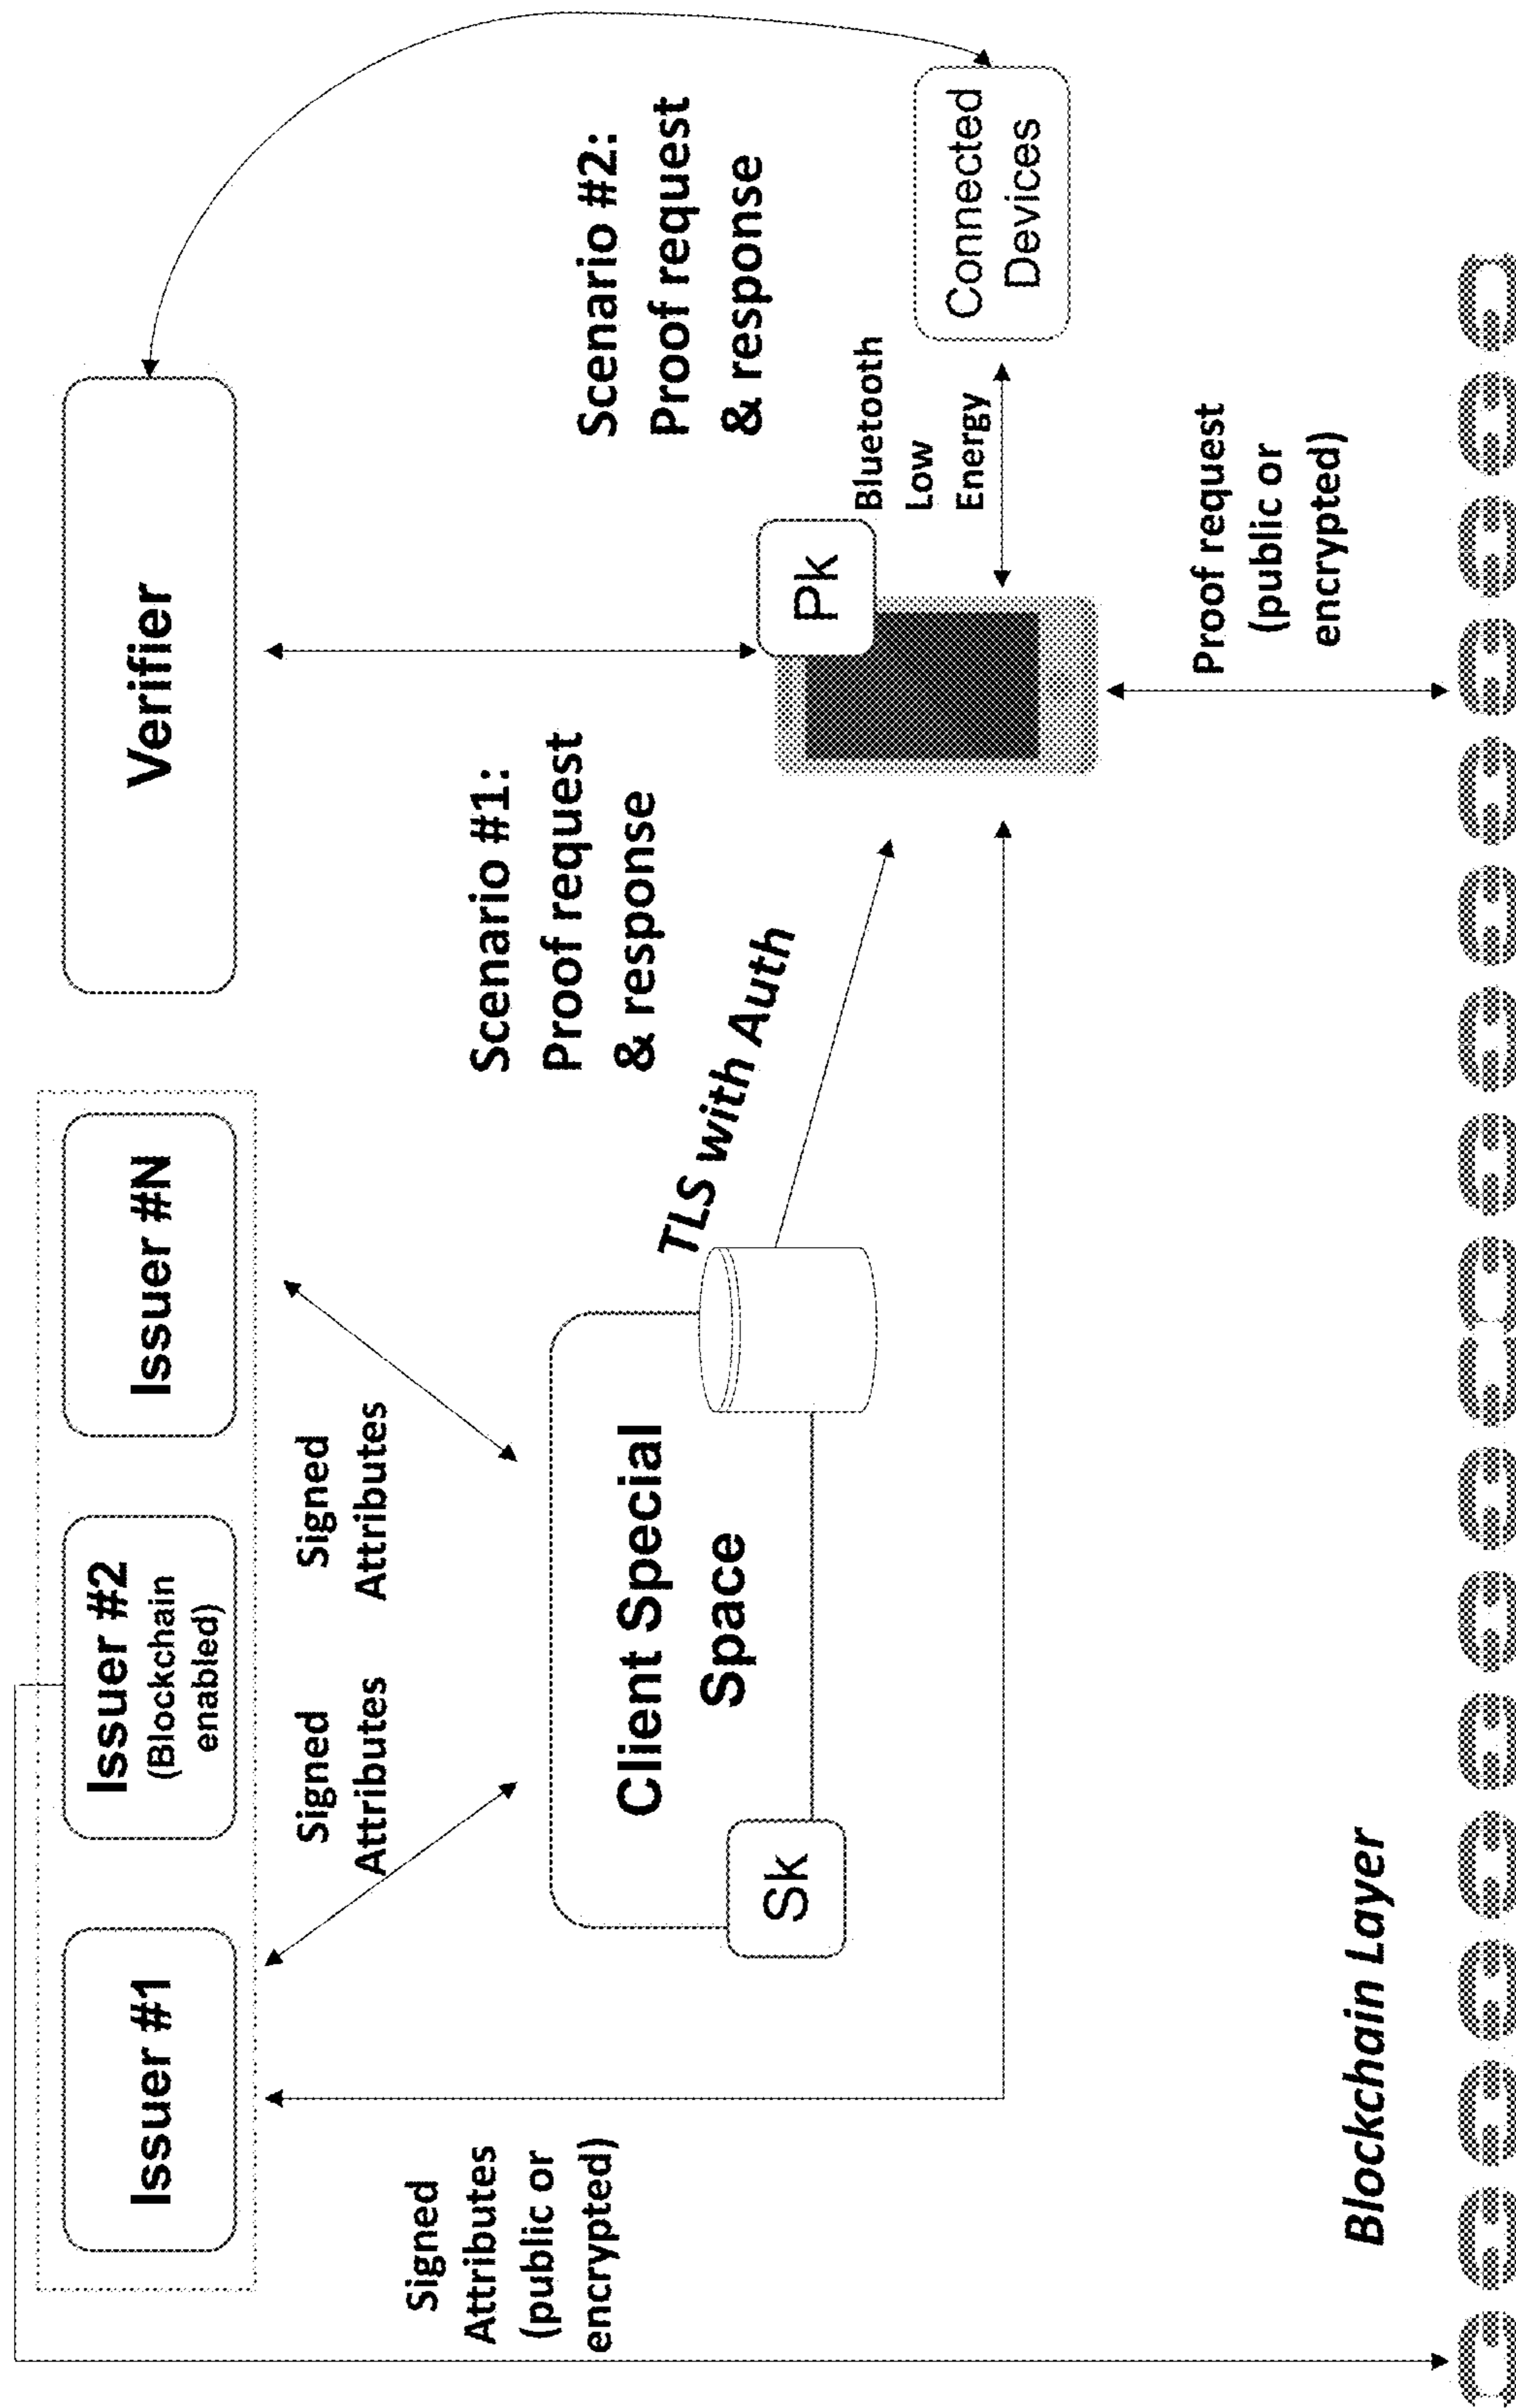 Issuer #1
Issuer #2
(Blockchain
enabled)
Issuer #N
Verifier
Signed
Attributes
Signed
Attributes
Signed
Attributes
(public or
encrypted)
Client Special
Space
Sk
TLS with Auth
Scenario #1:
Proof request
& response
Scenario #2:
Proof request
& response
Pk
Bluetooth
Low
Energy
Connected
Devices
Proof request
(public or
encrypted)
Blockchain Layer